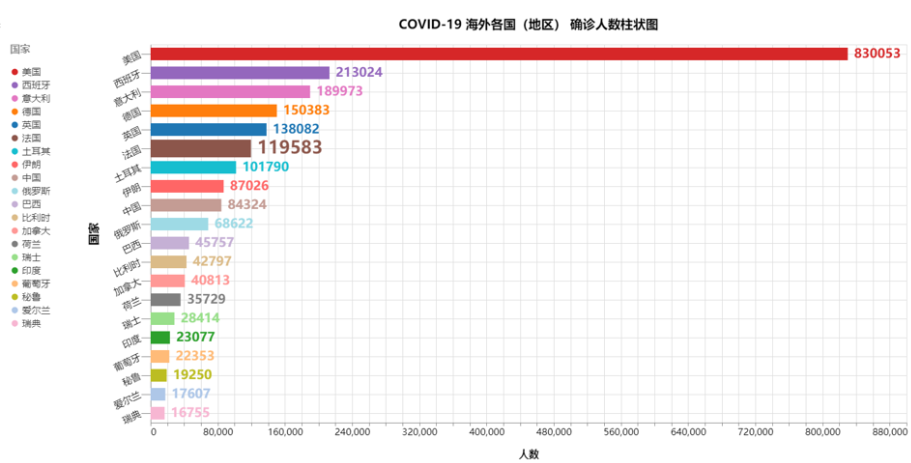 COVID-19 海外各国（地区） 确诊人数柱状图
国家
美国
西班牙
意大利
德国
英国
法国
土耳其
伊朗
中国
俄罗斯
巴西
比利时
加拿大
荷兰
瑞士
印度
葡萄牙
秘鲁
爱尔兰
瑞典
国家
美国 830053
西班牙 213024
意大利 189973
德国 150383
英国 138082
法国 119583
土耳其 101790
伊朗 87026
中国 84324
俄罗斯 68622
巴西 45757
比利时 42797
加拿大 40813
荷兰 35729
瑞士 28414
印度 23077
葡萄牙 22353
秘鲁 19250
爱尔兰 17607
瑞典 16755
0 80,000 160,000 240,000 320,000 400,000 480,000 560,000 640,000 720,000 800,000 880,000
人数